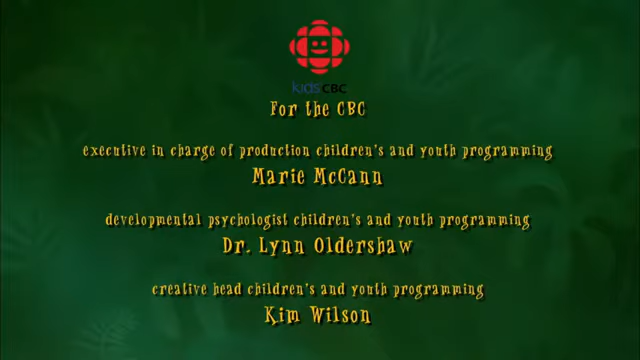 kids'CBC
For the CBC
executive in charge of production children's and youth programming
Marie McCann
developmental psychologist children's and youth programming
Dr. Lynn Oldershaw
creative head children's and youth programming
Kim Wilson